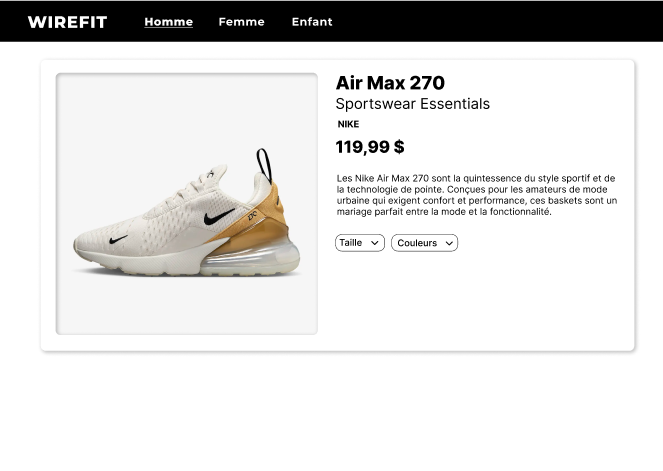 WIREFIT Homme Femme Enfant
Air Max 270
Sportswear Essentials
NIKE
119,99 $
Les Nike Air Max 270 sont la quintessence du style sportif et de
la technologie de pointe. Conçues pour les amateurs de mode
urbaine qui exigent confort et performance, ces baskets sont un
mariage parfait entre la mode et la fonctionnalité.
Taille Couleurs